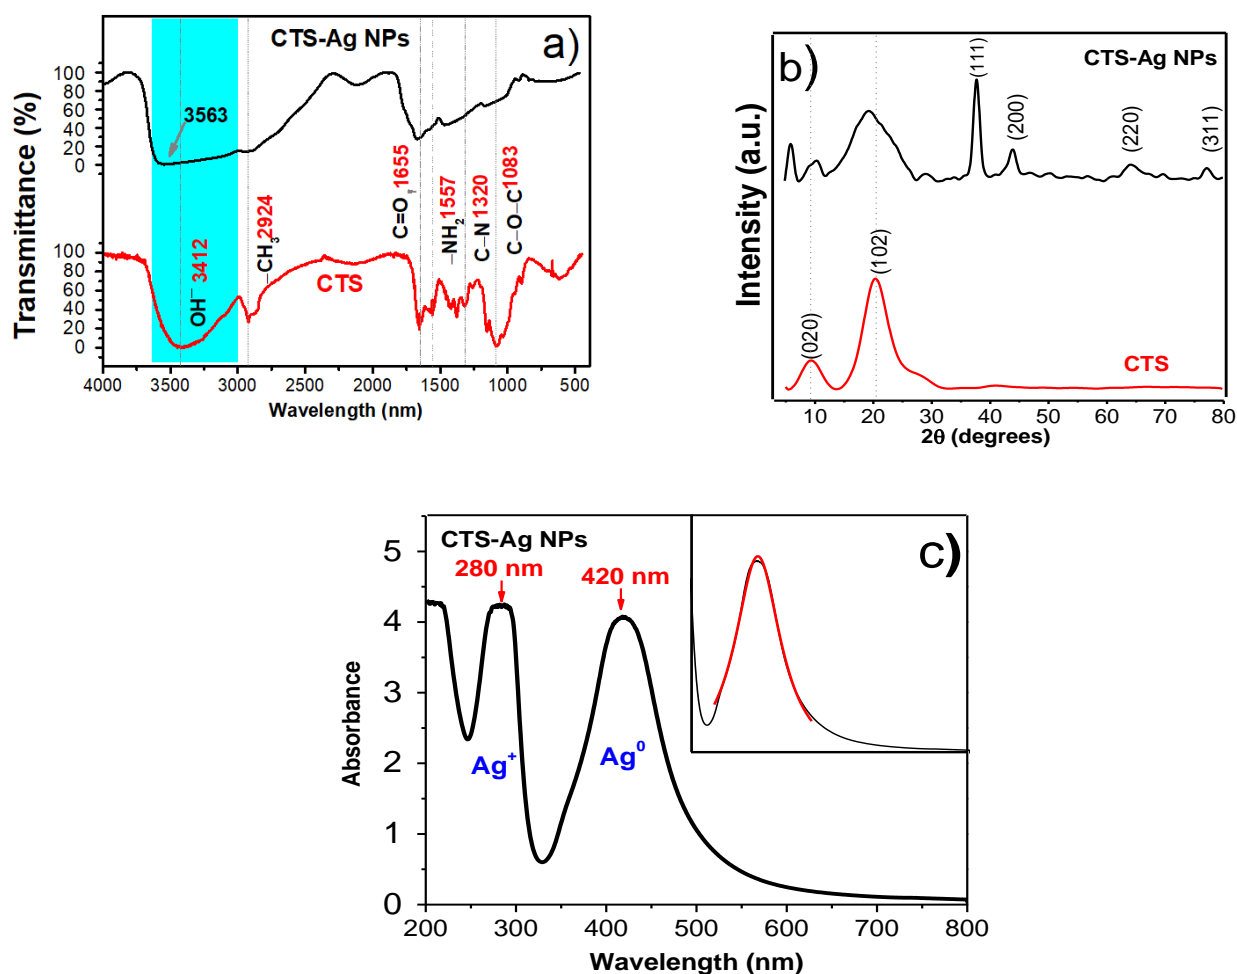 CTS-Ag NPs
a)
Transmittance (%)
100
80
60
40
20
0
3563
OH⁻ 3412
–CH₃ 2924
C=O, 1655
–NH₂ 1557
C–N 1320
C–O–C 1083
100
80
60
40
20
0
CTS
4000 3500 3000 2500 2000 1500 1000 500
Wavelength (nm)
b)
CTS-Ag NPs
Intensity (a.u.)
(111)
(200)
(220)
(311)
(020)
(102)
CTS
10 20 30 40 50 60 70 80
2θ (degrees)
CTS-Ag NPs
c)
280 nm
420 nm
Absorbance
5
4
3
2
1
0
Ag⁺
Ag⁰
200 300 400 500 600 700 800
Wavelength (nm)